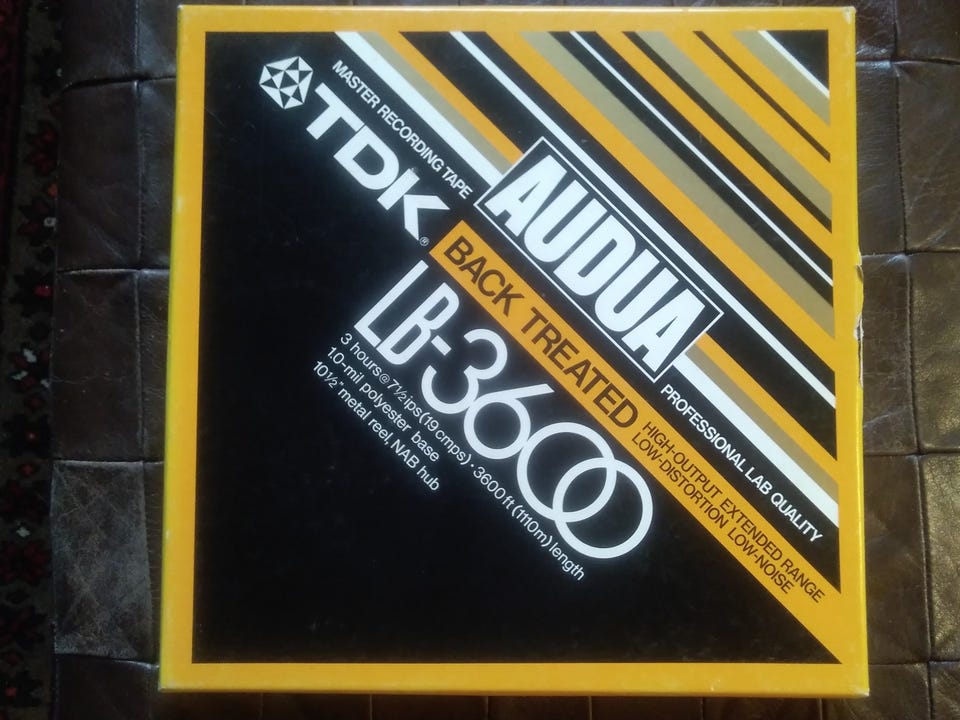 MASTER RECORDING TAPE
TDK®
AUDUA
BACK TREATED
LB-3600
3 hours @ 7½ ips (19 cmps) • 3600 ft (1110m) length
1.0-mil polyester base
10½" metal reel, NAB hub
PROFESSIONAL LAB QUALITY
HIGH-OUTPUT EXTENDED RANGE
LOW-DISTORTION LOW-NOISE